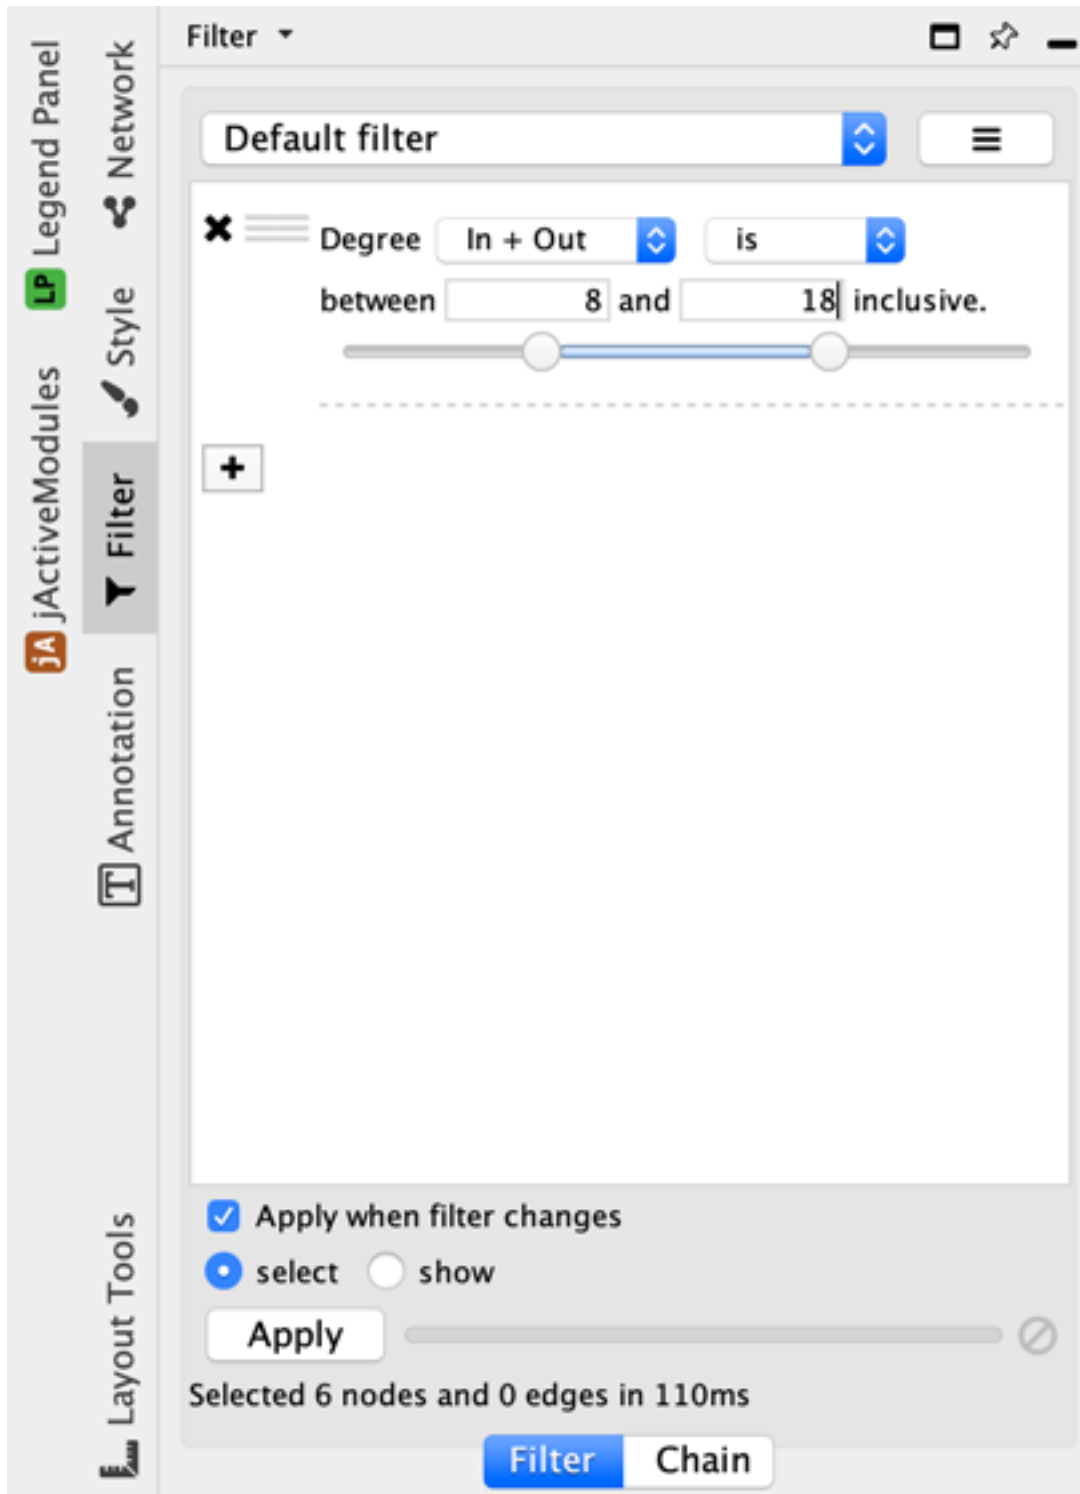 Filter
Default filter
Degree In + Out is
between 8 and 18 inclusive.
+
Apply when filter changes
select show
Apply
Selected 6 nodes and 0 edges in 110ms
Filter Chain
LP Legend Panel
jA jActiveModules
Network
Style
Filter
T Annotation
Layout Tools